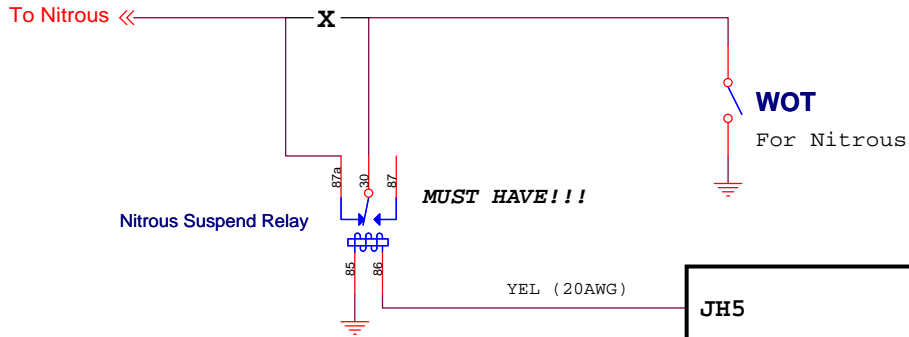 To Nitrous
X
WOT
For Nitrous
87a
30
87
MUST HAVE!!!
Nitrous Suspend Relay
85
86
YEL (20AWG)
JH5